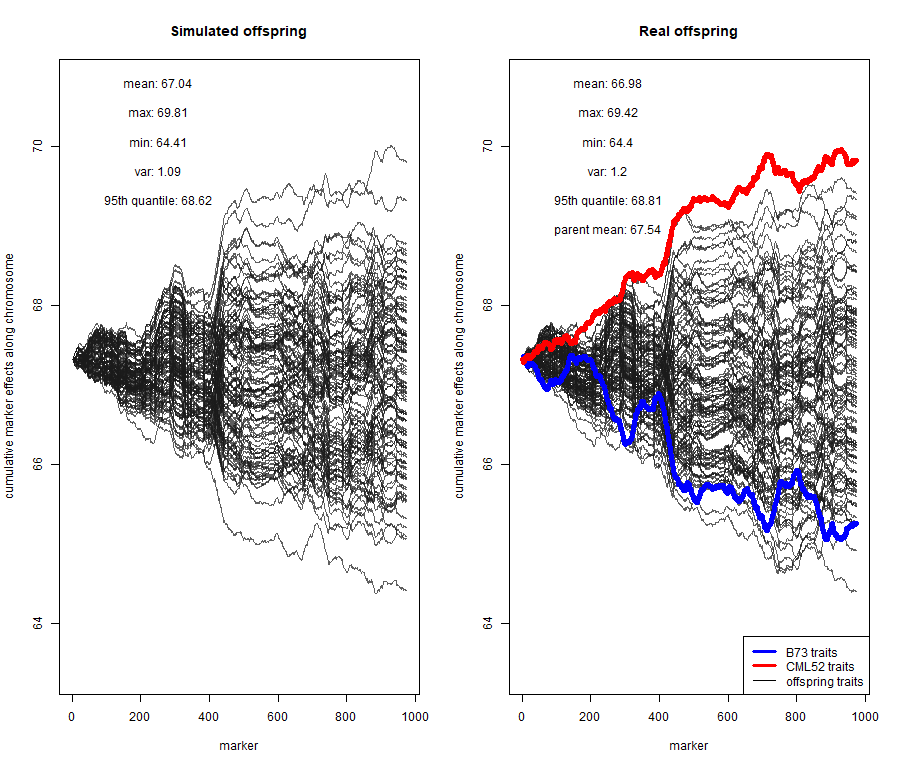 Simulated offspring
mean: 67.04
max: 69.81
min: 64.41
var: 1.09
95th quantile: 68.62
cumulative marker effects along chromosome
70
68
66
64
0 200 400 600 800 1000
marker
Real offspring
mean: 66.98
max: 69.42
min: 64.4
var: 1.2
95th quantile: 68.81
parent mean: 67.54
cumulative marker effects along chromosome
70
68
66
64
B73 traits
CML52 traits
offspring traits
0 200 400 600 800 1000
marker